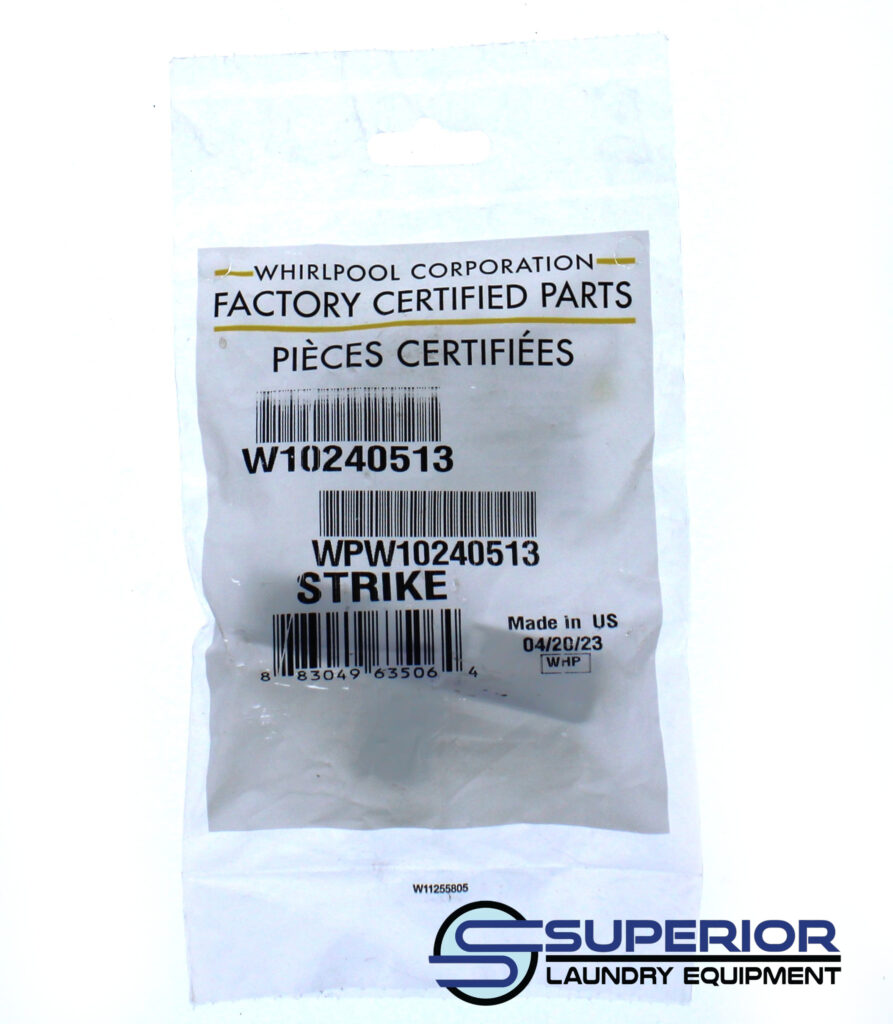 WHIRLPOOL CORPORATION
FACTORY CERTIFIED PARTS
PIÈCES CERTIFIÉES
W10240513
WPW10240513
STRIKE
Made in US
04/20/23
WHP
8 83049 63506 4
W11255805
SUPERIOR
LAUNDRY EQUIPMENT